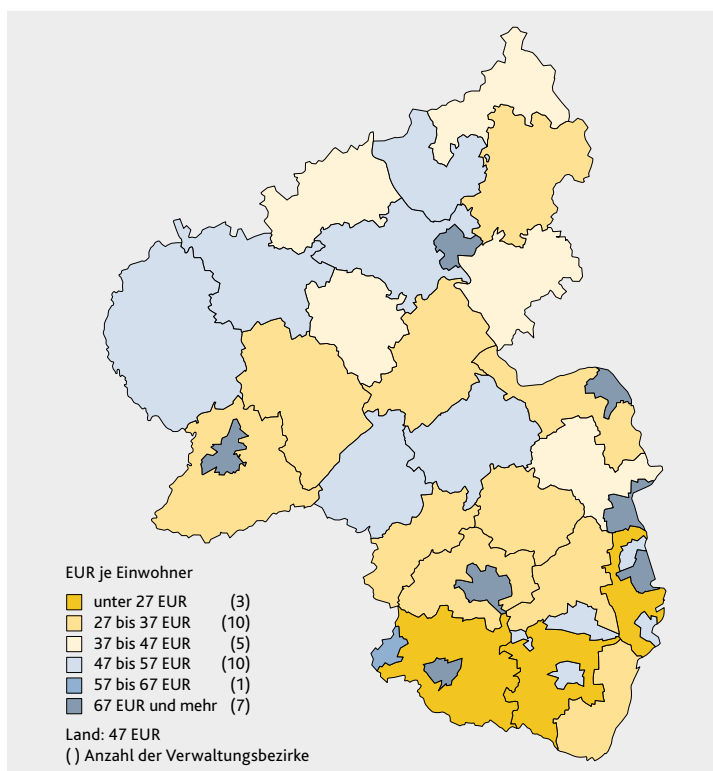 EUR je Einwohner
unter 27 EUR (3)
27 bis 37 EUR (10)
37 bis 47 EUR (5)
47 bis 57 EUR (10)
57 bis 67 EUR (1)
67 EUR und mehr (7)
Land: 47 EUR
( ) Anzahl der Verwaltungsbezirke